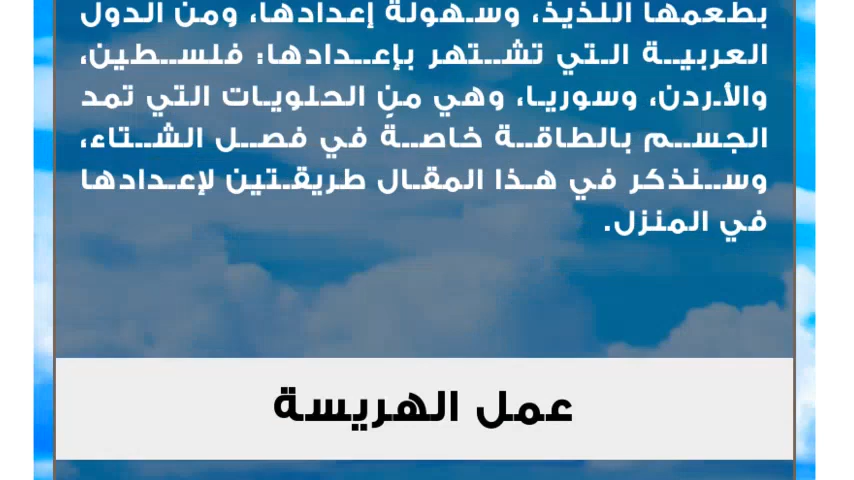 بطعمها اللذيذ، وسهولة إعدادها، ومن الدول
العربية التي تشتهر بإعدادها: فلسطين،
والأردن، وسوريا، وهي من الحلويات التي تمد
الجسم بالطاقة خاصةً في فصل الشتاء،
وسنذكر في هذا المقال طريقتين لإعدادها
في المنزل.
عمل الهريسة